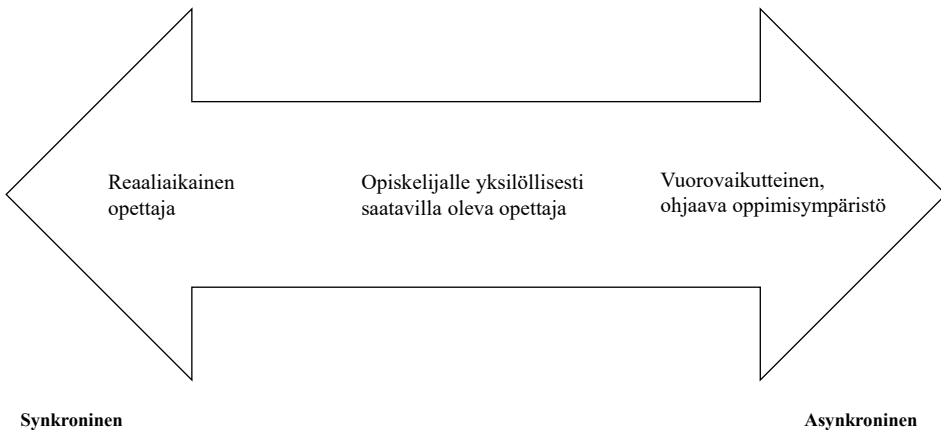 Reaaliaikainen
opettaja
Opiskelijalle yksilöllisesti
saatavilla oleva opettaja
Vuorovaikutteinen,
ohjaava oppimisympäristö
Synkroninen
Asynkroninen